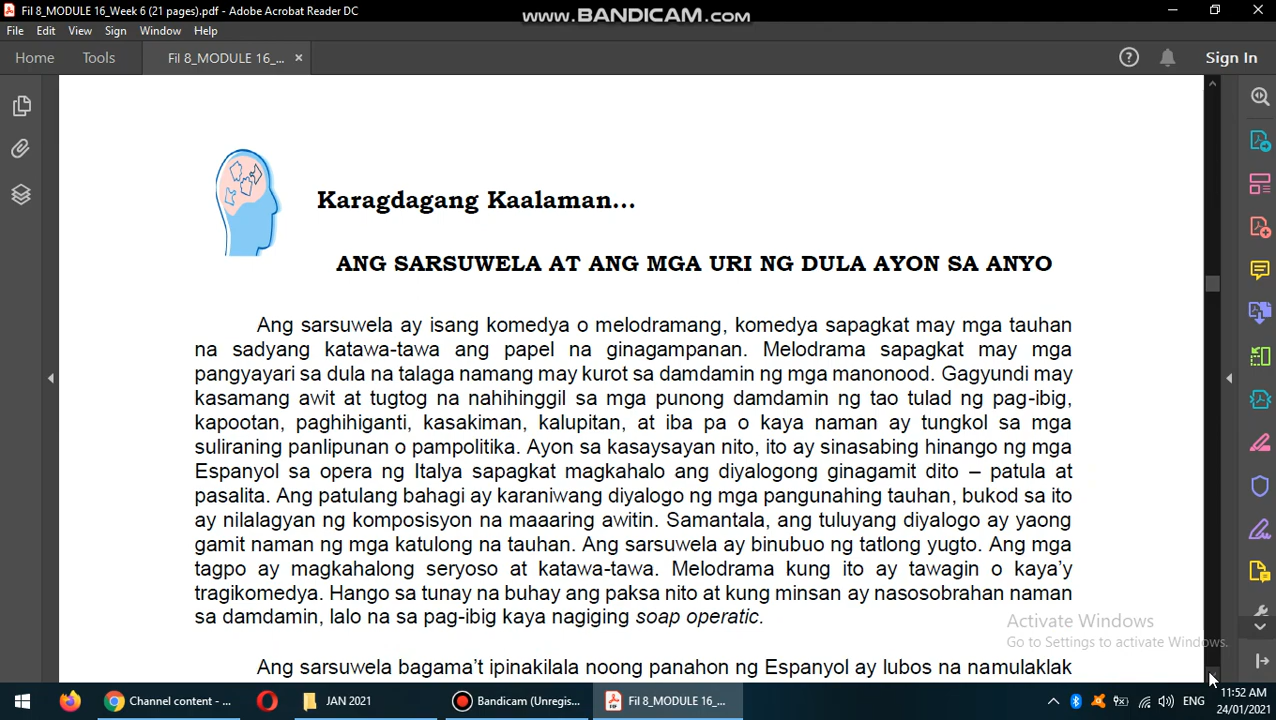 Fil 8_MODULE 16_Week 6 (21 pages).pdf - Adobe Acrobat Reader DC
www.BANDICAM.com
File Edit View Sign Window Help
Home Tools Fil 8_MODULE 16_... × Sign In
Karagdagang Kaalaman...
ANG SARSUWELA AT ANG MGA URI NG DULA AYON SA ANYO
Ang sarsuwela ay isang komedya o melodramang, komedya sapagkat may mga tauhan
na sadyang katawa-tawa ang papel na ginagampanan. Melodrama sapagkat may mga
pangyayari sa dula na talaga namang may kurot sa damdamin ng mga manonood. Gagyundi may
kasamang awit at tugtog na nahihinggil sa mga punong damdamin ng tao tulad ng pag-ibig,
kapootan, paghihiganti, kasakiman, kalupitan, at iba pa o kaya naman ay tungkol sa mga
suliraning panlipunan o pampolitika. Ayon sa kasaysayan nito, ito ay sinasabing hinango ng mga
Espanyol sa opera ng Italya sapagkat magkahalo ang diyalogong ginagamit dito – patula at
pasalita. Ang patulang bahagi ay karaniwang diyalogo ng mga pangunahing tauhan, bukod sa ito
ay nilalagyan ng komposisyon na maaaring awitin. Samantala, ang tuluyang diyalogo ay yaong
gamit naman ng mga katulong na tauhan. Ang sarsuwela ay binubuo ng tatlong yugto. Ang mga
tagpo ay magkahalong seryoso at katawa-tawa. Melodrama kung ito ay tawagin o kaya'y
tragikomedya. Hango sa tunay na buhay ang paksa nito at kung minsan ay nasosobrahan naman
sa damdamin, lalo na sa pag-ibig kaya nagiging soap operatic.
Activate Windows
Go to Settings to activate Windows.
Ang sarsuwela bagama't ipinakilala noong panahon ng Espanyol ay lubos na namulaklak
Channel content - ... JAN 2021 Bandicam (Unregis... Fil 8_MODULE 16_... ENG 11:52 AM
24/01/2021